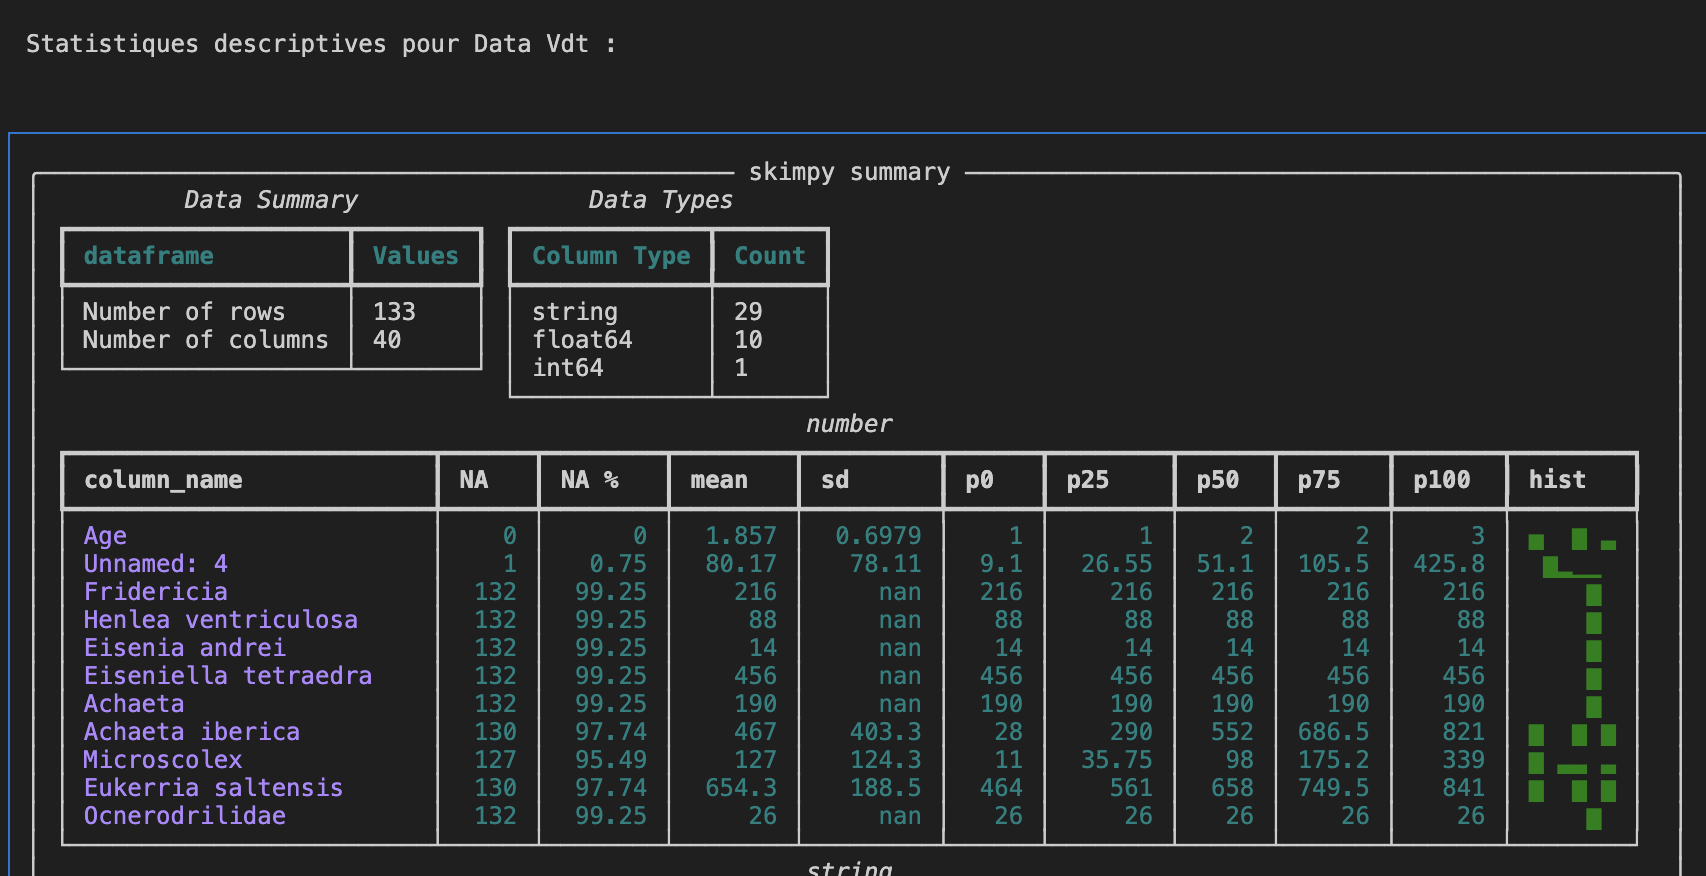 Statistiques descriptives pour Data Vdt :
skimpy summary
Data Summary Data Types
dataframe Values Column Type Count
Number of rows 133 string 29
Number of columns 40 float64 10
int64 1
number
column_name NA NA % mean sd p0 p25 p50 p75 p100 hist
Age 0 0 1.857 0.6979 1 1 2 2 3
Unnamed: 4 1 0.75 80.17 78.11 9.1 26.55 51.1 105.5 425.8
Fridericia 132 99.25 216 nan 216 216 216 216 216
Henlea ventriculosa 132 99.25 88 nan 88 88 88 88 88
Eisenia andrei 132 99.25 14 nan 14 14 14 14 14
Eiseniella tetraedra 132 99.25 456 nan 456 456 456 456 456
Achaeta 132 99.25 190 nan 190 190 190 190 190
Achaeta iberica 130 97.74 467 403.3 28 290 552 686.5 821
Microscolex 127 95.49 127 124.3 11 35.75 98 175.2 339
Eukerria saltensis 130 97.74 654.3 188.5 464 561 658 749.5 841
Ocnerodrilidae 132 99.25 26 nan 26 26 26 26 26
string